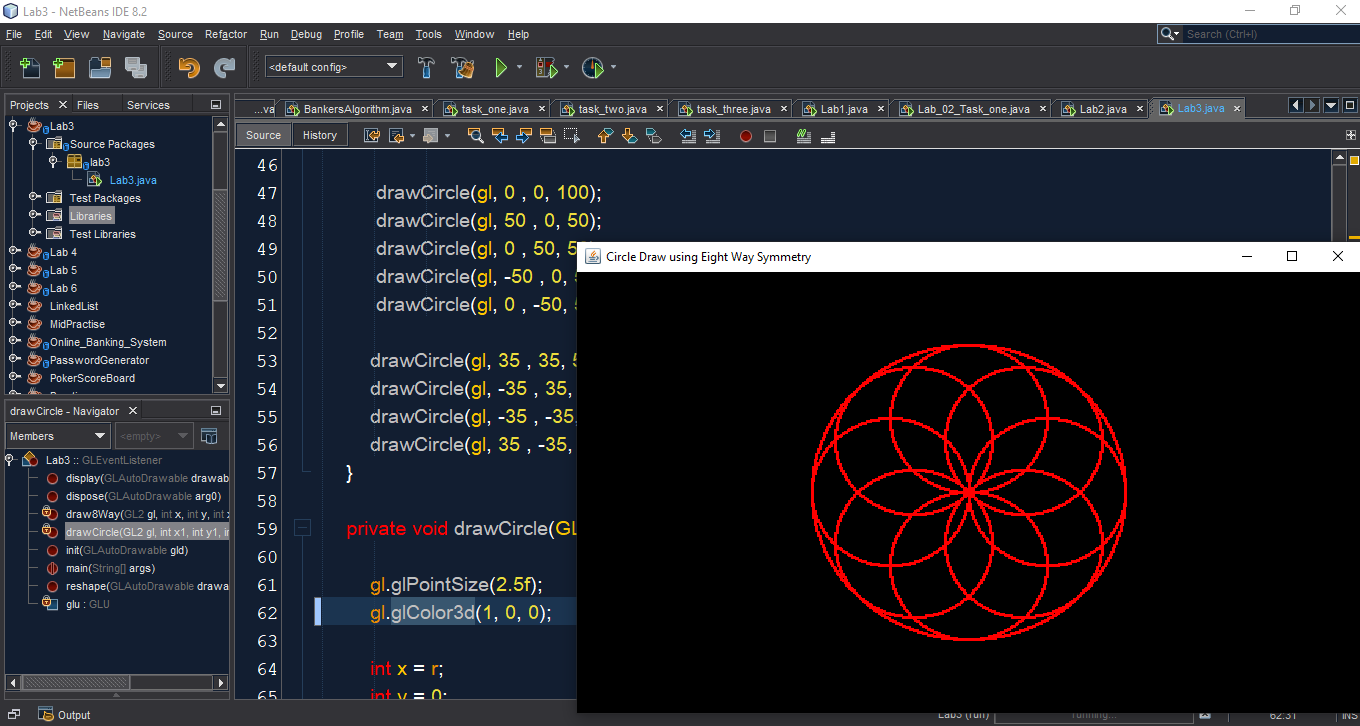 Lab3 - NetBeans IDE 8.2
File Edit View Navigate Source Refactor Run Debug Profile Team Tools Window Help
Search (Ctrl+I)
<default config>
Projects Files Services
...va BankersAlgorithm.java task_one.java task_two.java task_three.java Lab1.java Lab_02_Task_one.java Lab2.java Lab3.java
Source History
Lab3
Source Packages
lab3
Lab3.java
Test Packages
Libraries
Test Libraries
Lab 4
Lab 5
Lab 6
LinkedList
MidPractise
Online_Banking_System
PasswordGenerator
PokerScoreBoard
drawCircle - Navigator
Members <empty>
Lab3 :: GLEventListener
display(GLAutoDrawable drawab
dispose(GLAutoDrawable arg0)
draw8Way(GL2 gl, int x, int y, int
drawCircle(GL2 gl, int x1, int y1, i
init(GLAutoDrawable gld)
main(String[] args)
reshape(GLAutoDrawable drawa
glu : GLU
Output
46
47 drawCircle(gl, 0 , 0, 100);
48 drawCircle(gl, 50 , 0, 50);
49 drawCircle(gl, 0 , 50,
50 drawCircle(gl, -50 , 0,
51 drawCircle(gl, 0 , -50,
52
53 drawCircle(gl, 35 , 35,
54 drawCircle(gl, -35 , 35,
55 drawCircle(gl, -35 , -35,
56 drawCircle(gl, 35 , -35,
57 }
58
59 private void drawCircle(GL
60
61 gl.glPointSize(2.5f);
62 gl.glColor3d(1, 0, 0);
63
64 int x = r;
65 int y = 0;
Circle Draw using Eight Way Symmetry
Lab3 (run) running... 62:31 INS